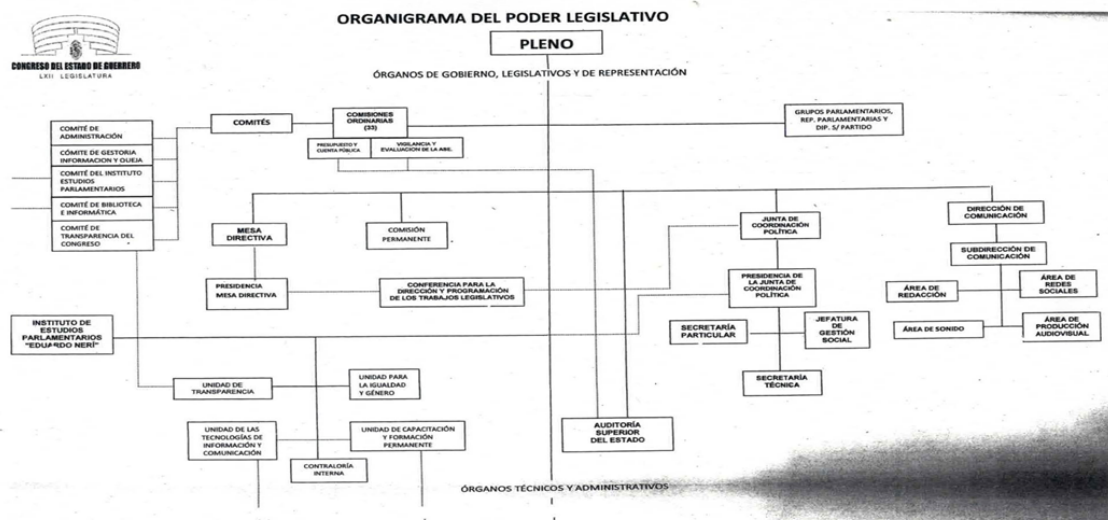 ORGANIGRAMA DEL PODER LEGISLATIVO
PLENO
CONGRESO DEL ESTADO DE GUERRERO
LXII LEGISLATURA
ÓRGANOS DE GOBIERNO, LEGISLATIVOS Y DE REPRESENTACIÓN
COMITÉS
COMISIONES
ORDINARIAS
(33)
PRESUPUESTO Y
CUENTA PÚBLICA
VIGILANCIA Y
EVALUACION DE LA ASE.
GRUPOS PARLAMENTARIOS,
REP. PARLAMENTARIAS Y
DIP. S/ PARTIDO
COMITÉ DE
ADMINISTRACIÓN
CÓMITE DE GESTORIA
INFORMACION Y QUEJA
COMITÉ DEL INSTITUTO
ESTUDIOS
PARLAMENTARIOS
COMITÉ DE BIBLIOTECA
E INFORMÁTICA
COMITÉ DE
TRANSPARENCIA DEL
CONGRESO
MESA
DIRECTIVA
COMISIÓN
PERMANENTE
JUNTA DE
COORDINACIÓN
POLÍTICA
DIRECCIÓN DE
COMUNICACIÓN
SUBDIRECCIÓN DE
COMUNICACIÓN
PRESIDENCIA
MESA DIRECTIVA
CONFERENCIA PARA LA
DIRECCIÓN Y PROGRAMACIÓN
DE LOS TRABAJOS LEGISLATIVOS
PRESIDENCIA DE
LA JUNTA DE
COORDINACIÓN
POLÍTICA
ÁREA DE
REDACCIÓN
ÁREA DE
REDES
SOCIALES
INSTITUTO DE
ESTUDIOS
PARLAMENTARIOS
"EDUARDO NERÍ"
SECRETARÍA
PARTICULAR
JEFATURA
DE
GESTIÓN
SOCIAL
ÁREA DE SONIDO
ÁREA DE
PRODUCCIÓN
AUDIOVISUAL
SECRETARÍA
TÉCNICA
UNIDAD DE
TRANSPARENCIA
UNIDAD PARA
LA IGUALDAD
Y GÉNERO
UNIDAD DE LAS
TECNOLOGÍAS DE
INFORMACIÓN Y
COMUNICACIÓN
UNIDAD DE CAPACITACIÓN
Y FORMACIÓN
PERMANENTE
AUDITORÍA
SUPERIOR
DEL ESTADO
CONTRALORÍA
INTERNA
ÓRGANOS TÉCNICOS Y ADMINISTRATIVOS